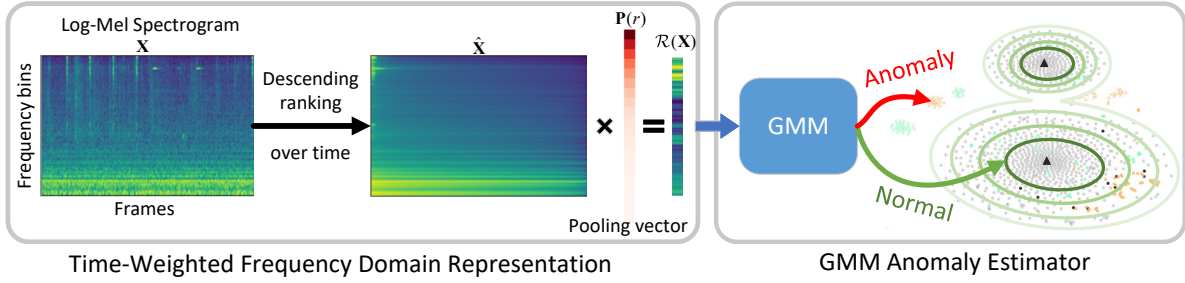 Log-Mel Spectrogram
X
Frequency bins
Frames
Descending
ranking
over time
X̂
×
P(r)
Pooling vector
=
ℛ(X)
GMM
Anomaly
Normal
Time-Weighted Frequency Domain Representation
GMM Anomaly Estimator